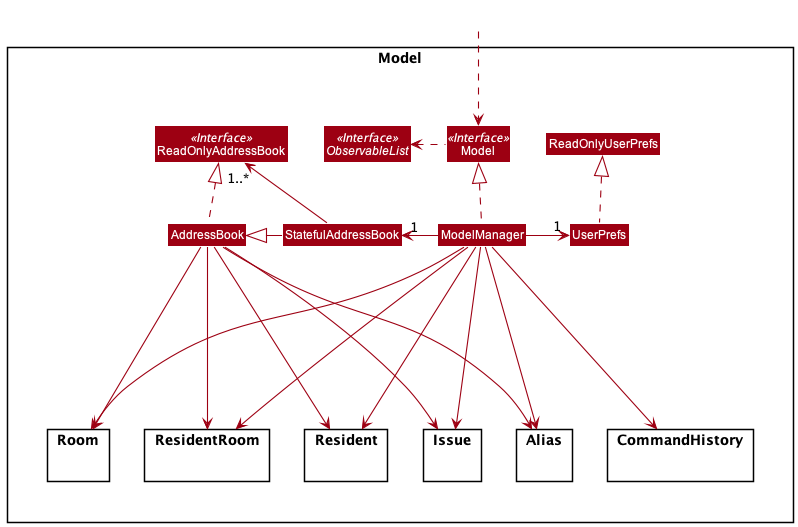 Model
«Interface»
ReadOnlyAddressBook
«Interface»
ObservableList
«Interface»
Model
ReadOnlyUserPrefs
1..*
AddressBook
StatefulAddressBook
1
ModelManager
1
UserPrefs
Room
ResidentRoom
Resident
Issue
Alias
CommandHistory